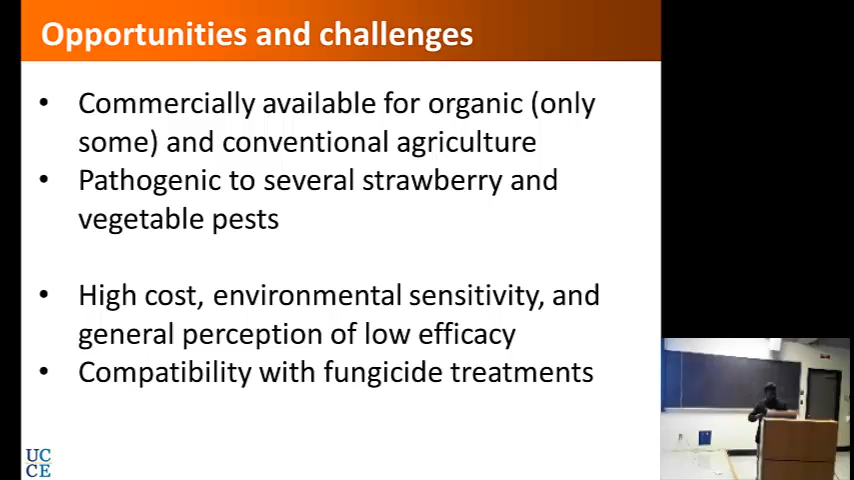 Opportunities and challenges
• Commercially available for organic (only
some) and conventional agriculture
• Pathogenic to several strawberry and
vegetable pests
• High cost, environmental sensitivity, and
general perception of low efficacy
• Compatibility with fungicide treatments
UC
CE